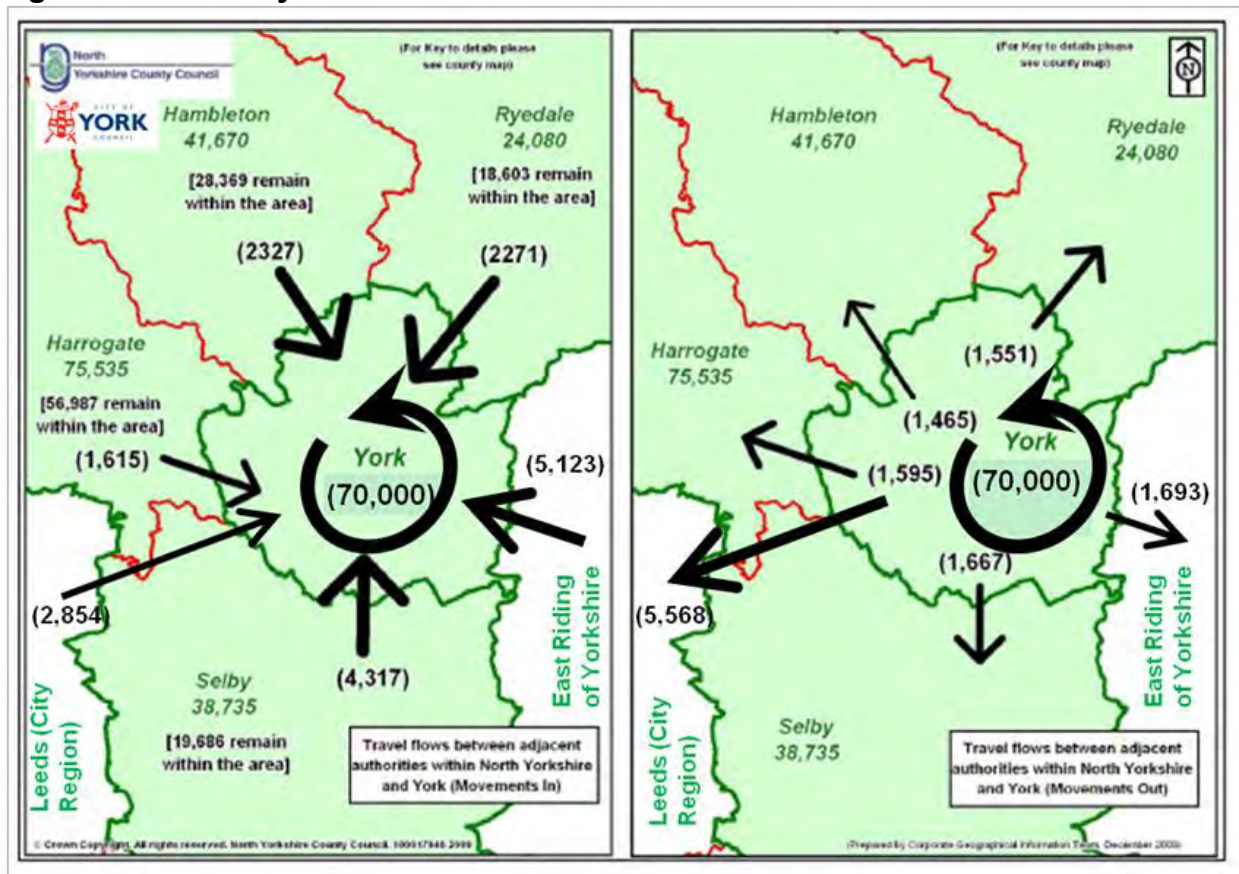 North
Yorkshire County Council
CITY OF
YORK
COUNCIL
(For Key to details please
see county map)
Hambleton
41,670
[28,369 remain
within the area]
(2327)
Ryedale
24,080
[18,603 remain
within the area]
(2271)
Harrogate
75,535
[56,987 remain
within the area]
(1,615)
York
(70,000)
(5.123)
(2,854)
(4,317)
Selby
38,735
[19,686 remain
within the area]
Leeds (City
Region)
East Riding
of Yorkshire
Travel flows between adjacent
authorities within North Yorkshire
and York (Movements In)
© Crown Copyright. All rights reserved. North Yorkshire County Council. 2009
(For Key to details please
see county map)
N
Hambleton
41,670
Ryedale
24,080
(1,551)
Harrogate
75,535
(1,465)
(1,595)
York
(70,000)
(1.693)
(1,667)
(5,568)
Selby
38,735
Leeds (City
Region)
East Riding
of Yorkshire
Travel flows between adjacent
authorities within North Yorkshire
and York (Movements Out)
(Prepared by Corporate Geographical Information Team, December 2009)